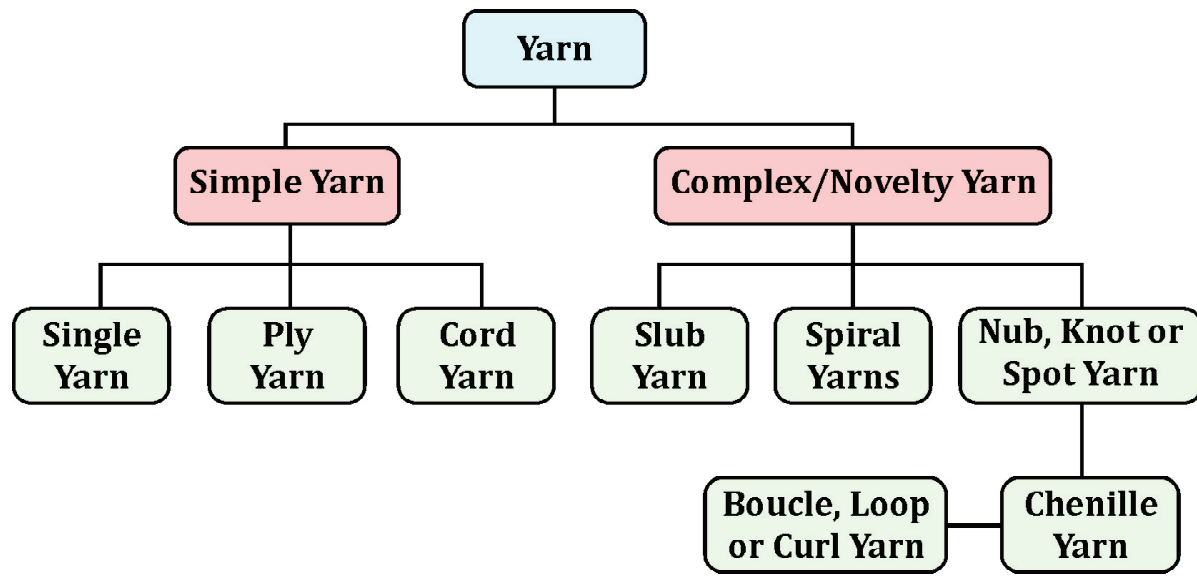 Yarn
Simple Yarn
Complex/Novelty Yarn
Single
Yarn
Ply
Yarn
Cord
Yarn
Slub
Yarn
Spiral
Yarns
Nub, Knot or
Spot Yarn
Boucle, Loop
or Curl Yarn
Chenille
Yarn